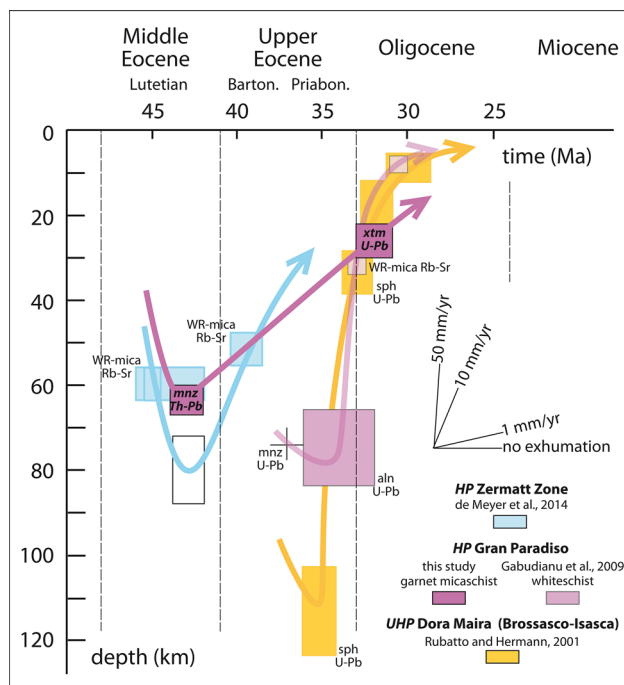 Middle Eocene
Upper Eocene
Oligocene
Miocene
Lutetian
Barton.
Priabon.
45
40
35
30
25
0
time (Ma)
20
xtm
U-Pb
WR-mica Rb-Sr
sph
U-Pb
40
WR-mica
Rb-Sr
WR-mica
Rb-Sr
50 mm/yr
10 mm/yr
1 mm/yr
no exhumation
60
mnz
Th-Pb
80
mnz
U-Pb
aln
U-Pb
100
120
sph
U-Pb
depth (km)
HP Zermatt Zone
de Meyer et al., 2014
HP Gran Paradiso
this study
garnet micaschist
Gabudianu et al., 2009
whiteschist
UHP Dora Maira (Brossasco-Isasca)
Rubatto and Hermann, 2001